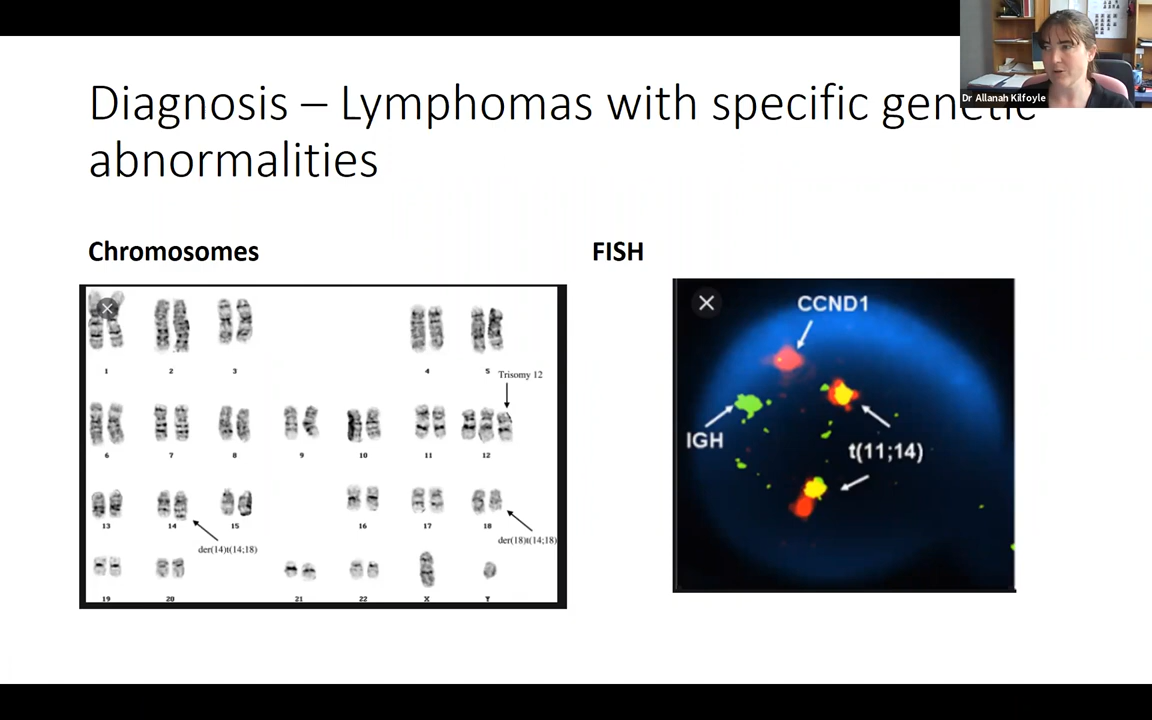 Dr Allanah Kilfoyle
Diagnosis – Lymphomas with specific genetic
abnormalities
Chromosomes
FISH
1 2 3 4 5
Trisomy 12
6 7 8 9 10 11 12
13 14 15 16 17 18
der(14)t(14;18)
der(18)t(14;18)
19 20 21 22 X Y
CCND1
IGH
t(11;14)